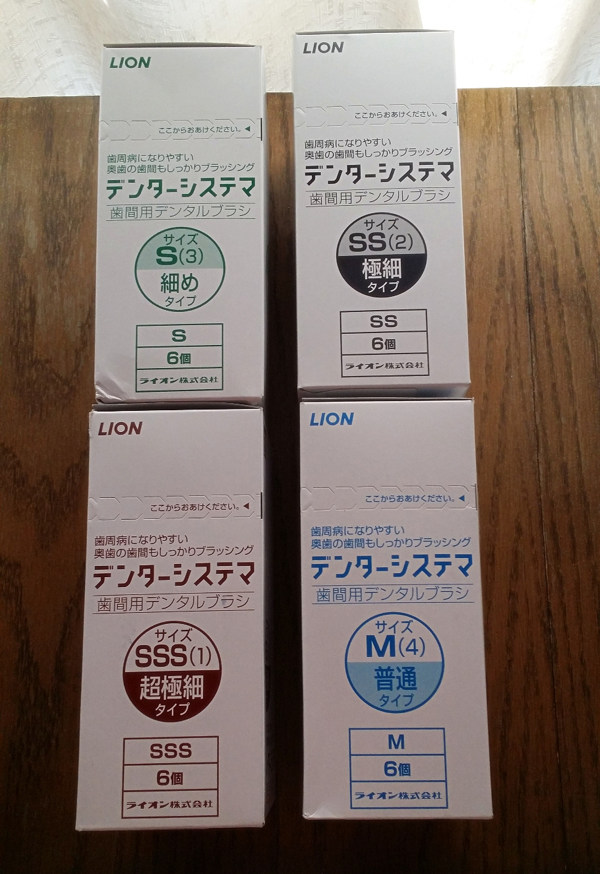 LION
ここからおあけください。◀
歯周病になりやすい
奥歯の歯間もしっかりブラッシング
デンターシステマ
歯間用デンタルブラシ
サイズ
S(3)
細め
タイプ
S
6個
ライオン株式会社
LION
ここからおあけください。◀
歯周病になりやすい
奥歯の歯間もしっかりブラッシング
デンターシステマ
歯間用デンタルブラシ
サイズ
SS(2)
極細
タイプ
SS
6個
ライオン株式会社
LION
ここからおあけください。◀
歯周病になりやすい
奥歯の歯間もしっかりブラッシング
デンターシステマ
歯間用デンタルブラシ
サイズ
SSS(1)
超極細
タイプ
SSS
6個
ライオン株式会社
LION
ここからおあけください。◀
歯周病になりやすい
奥歯の歯間もしっかりブラッシング
デンターシステマ
歯間用デンタルブラシ
サイズ
M(4)
普通
タイプ
M
6個
ライオン株式会社